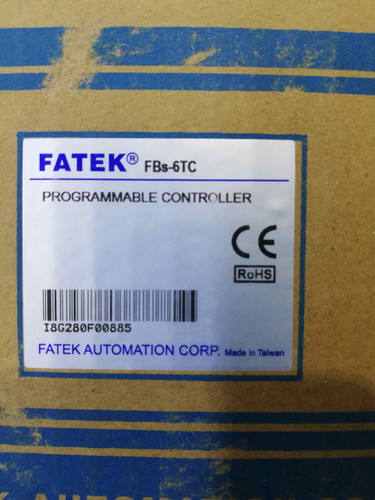 FATEK® FBs-6TC
PROGRAMMABLE CONTROLLER
CE
RoHS
I8G280F00885
FATEK AUTOMATION CORP. Made in Taiwan